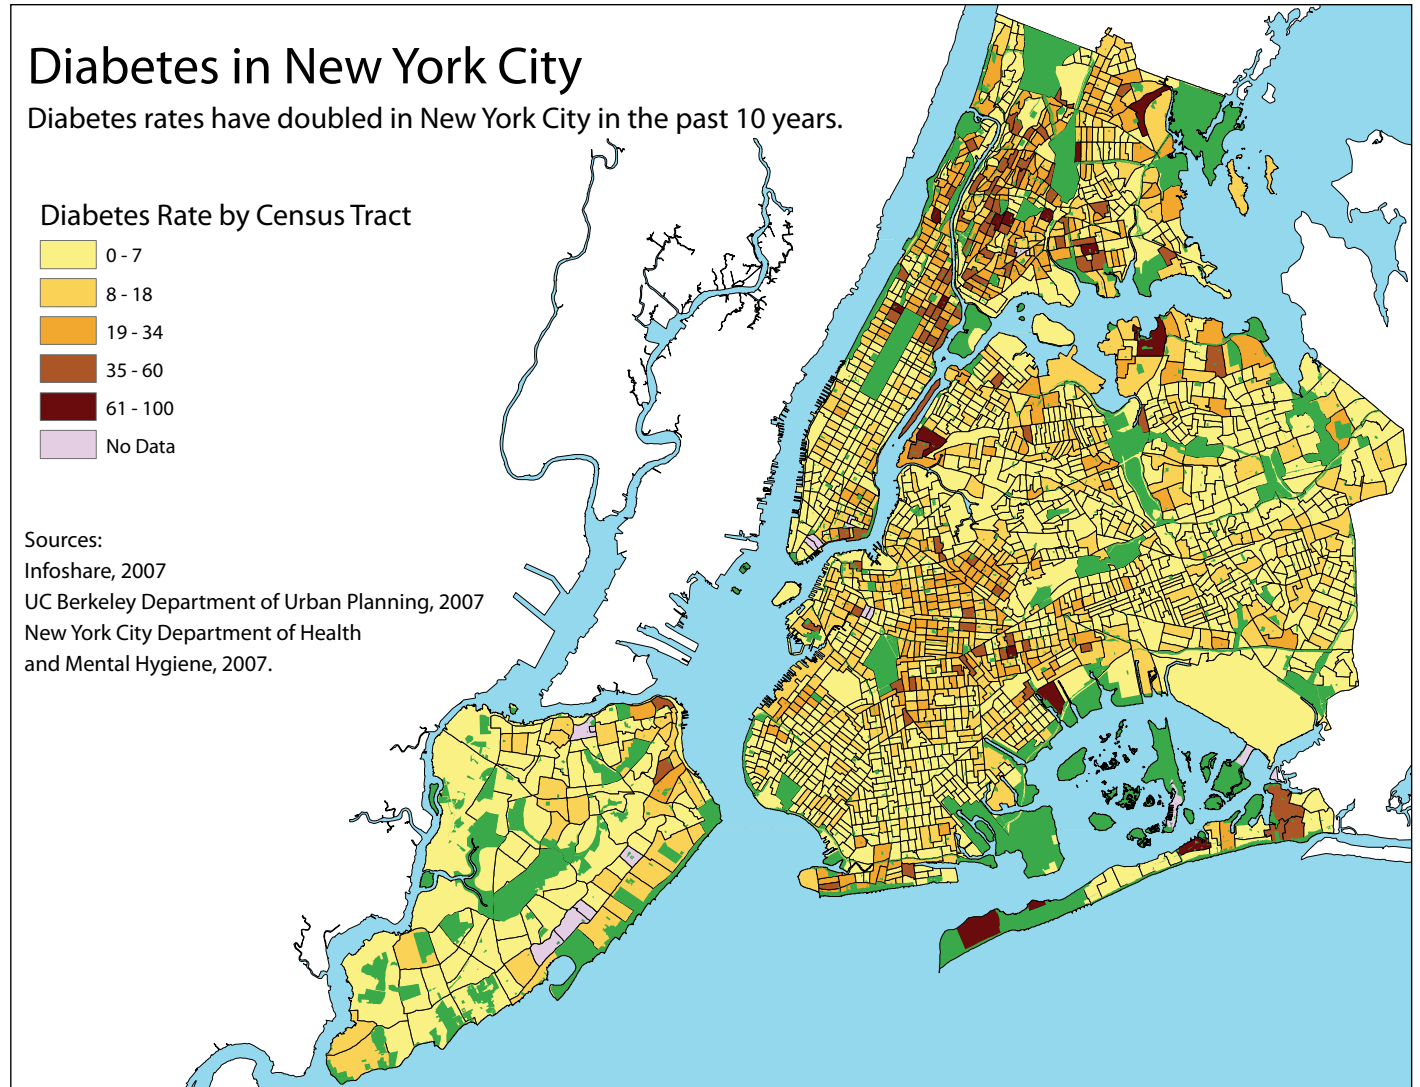 Diabetes in New York City
Diabetes rates have doubled in New York City in the past 10 years.
Diabetes Rate by Census Tract
0 - 7
8 - 18
19 - 34
35 - 60
61 - 100
No Data
Sources:
Infoshare, 2007
UC Berkeley Department of Urban Planning, 2007
New York City Department of Health
and Mental Hygiene, 2007.